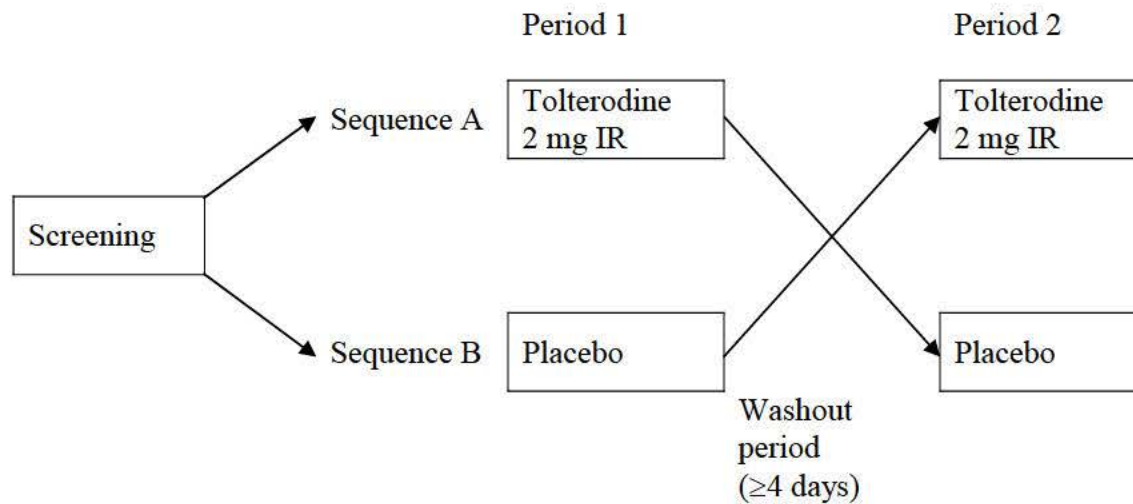 Period 1
Period 2
Screening
Sequence A
Tolterodine
2 mg IR
Tolterodine
2 mg IR
Sequence B
Placebo
Placebo
Washout
period
(≥4 days)